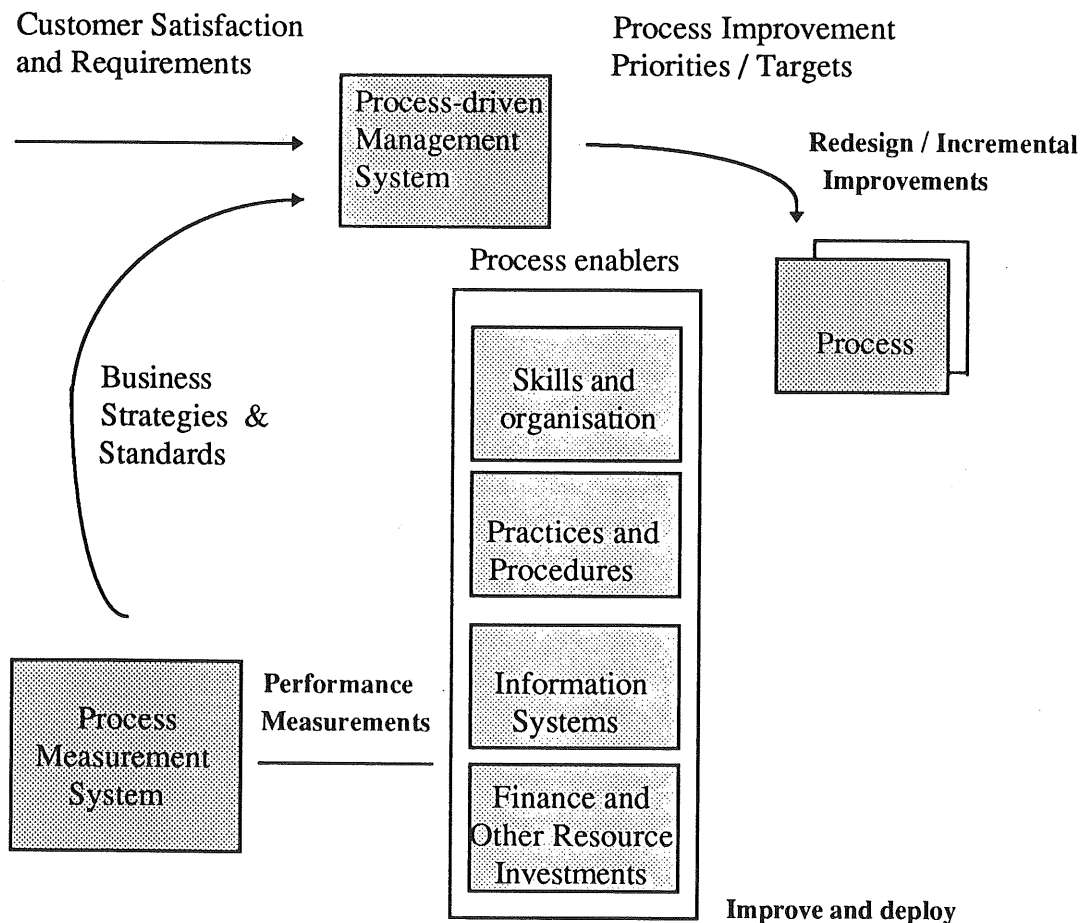 Customer Satisfaction
and Requirements
Process Improvement
Priorities / Targets
Process-driven
Management
System
Redesign / Incremental
Improvements
Process enablers
Process
Skills and
organisation
Business
Strategies &
Standards
Practices and
Procedures
Performance
Measurements
Information
Systems
Process
Measurement
System
Finance and
Other Resource
Investments
Improve and deploy